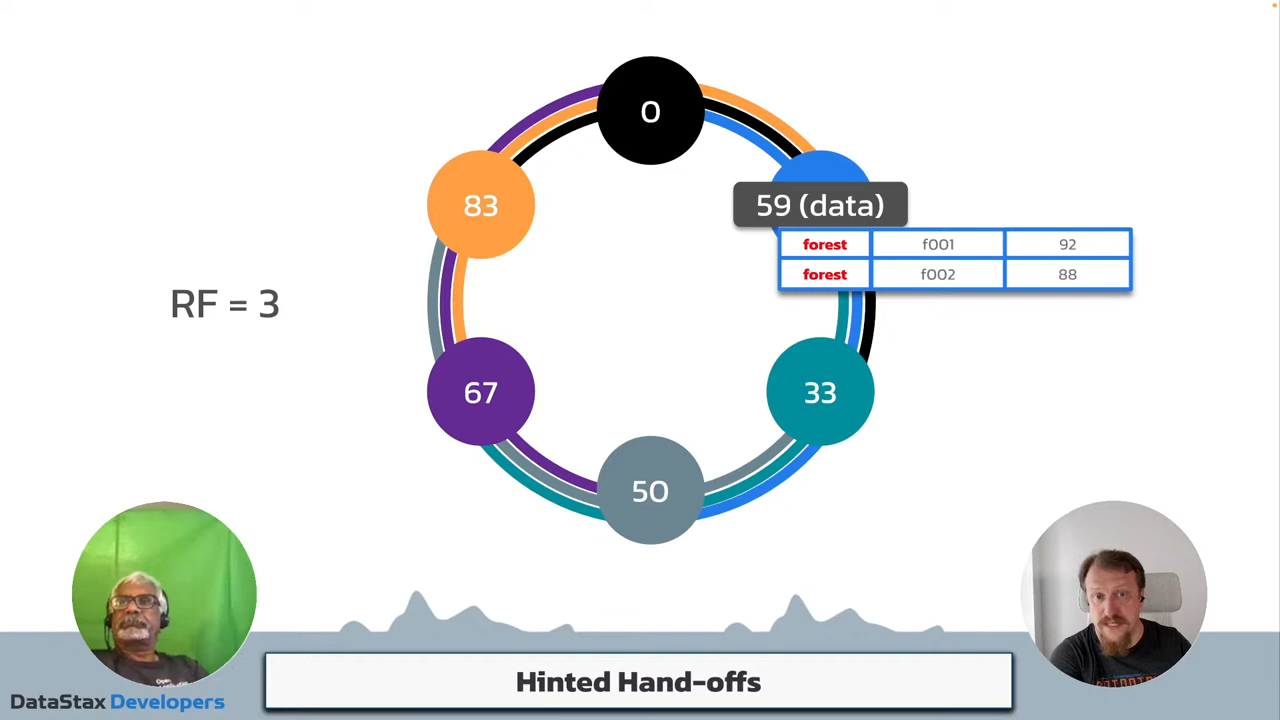 0
83
59 (data)
forest f001 92
forest f002 88
RF = 3
67
33
50
Hinted Hand-offs
DataStax Developers